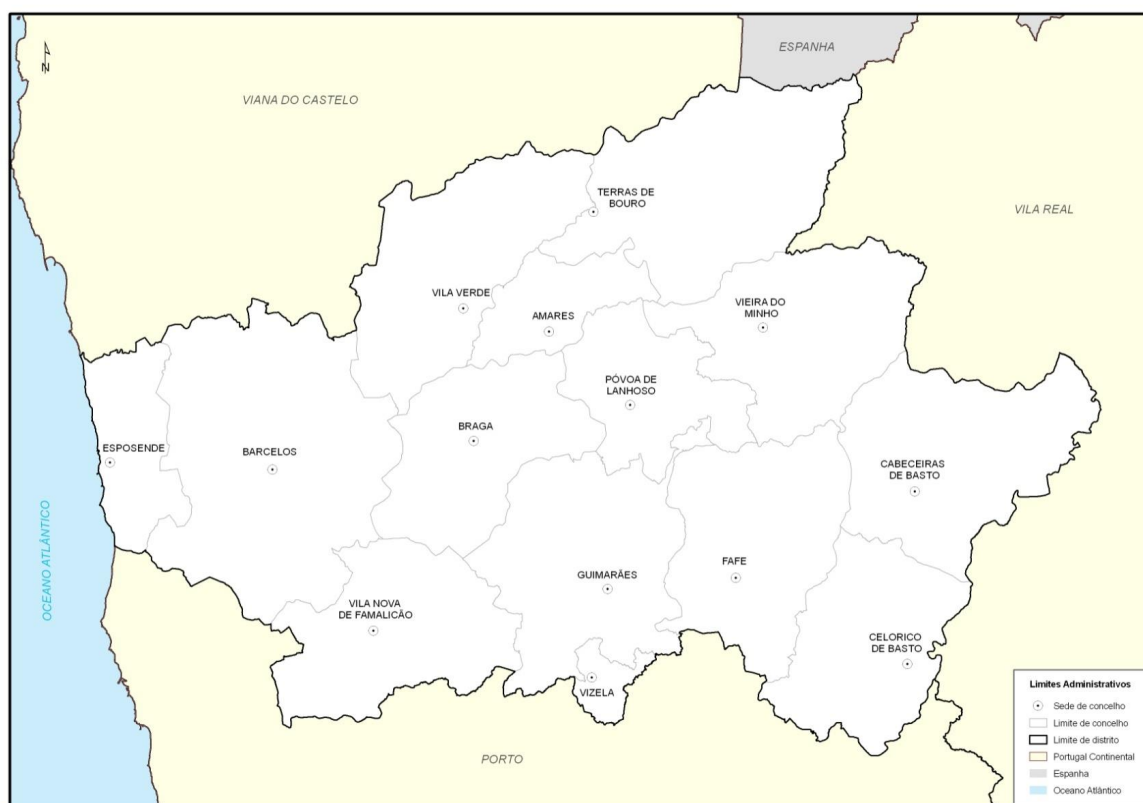 N
ESPANHA
VIANA DO CASTELO
TERRAS DE
BOURO
VILA REAL
VILA VERDE
AMARES
VIEIRA DO
MINHO
PÓVOA DE
LANHOSO
BRAGA
ESPOSENDE
BARCELOS
CABECEIRAS
DE BASTO
OCEANO ATLÂNTICO
FAFE
GUIMARÃES
VILA NOVA
DE FAMALICÃO
CELORICO
DE BASTO
VIZELA
PORTO
Limites Administrativos
Sede de concelho
Limite de concelho
Limite de distrito
Portugal Continental
Espanha
Oceano Atlântico